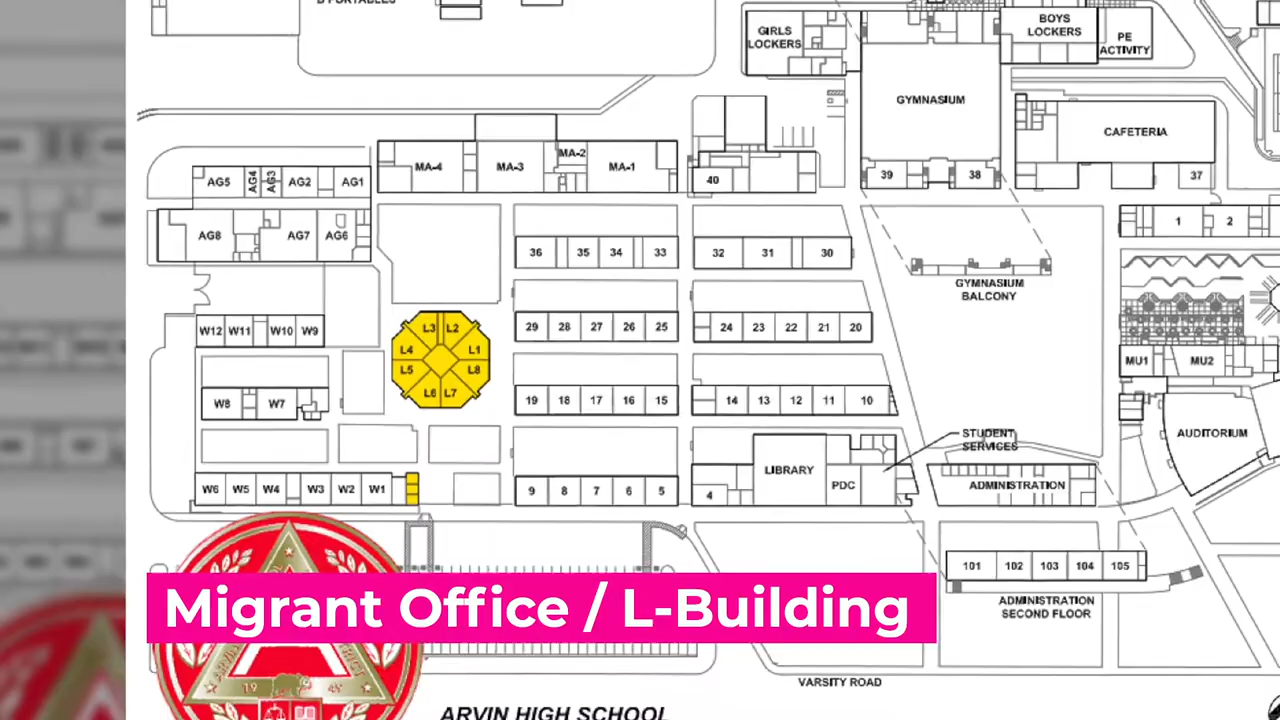 B PORTABLES
GIRLS
LOCKERS
BOYS
LOCKERS
PE
ACTIVITY
GYMNASIUM
CAFETERIA
MA-4
MA-3
MA-2
MA-1
40
39
38
37
AG5
AG4
AG3
AG2
AG1
1
2
AG8
AG7
AG6
36
35
34
33
32
31
30
GYMNASIUM
BALCONY
W12
W11
W10
W9
L3
L2
L4
L1
L5
L8
L6
L7
29
28
27
26
25
24
23
22
21
20
MU1
MU2
W8
W7
19
18
17
16
15
14
13
12
11
10
AUDITORIUM
STUDENT
SERVICES
LIBRARY
PDC
ADMINISTRATION
W6
W5
W4
W3
W2
W1
9
8
7
6
5
4
101
102
103
104
105
ADMINISTRATION
SECOND FLOOR
Migrant Office / L-Building
19
VARSITY ROAD
ARVIN HIGH SCHOOL